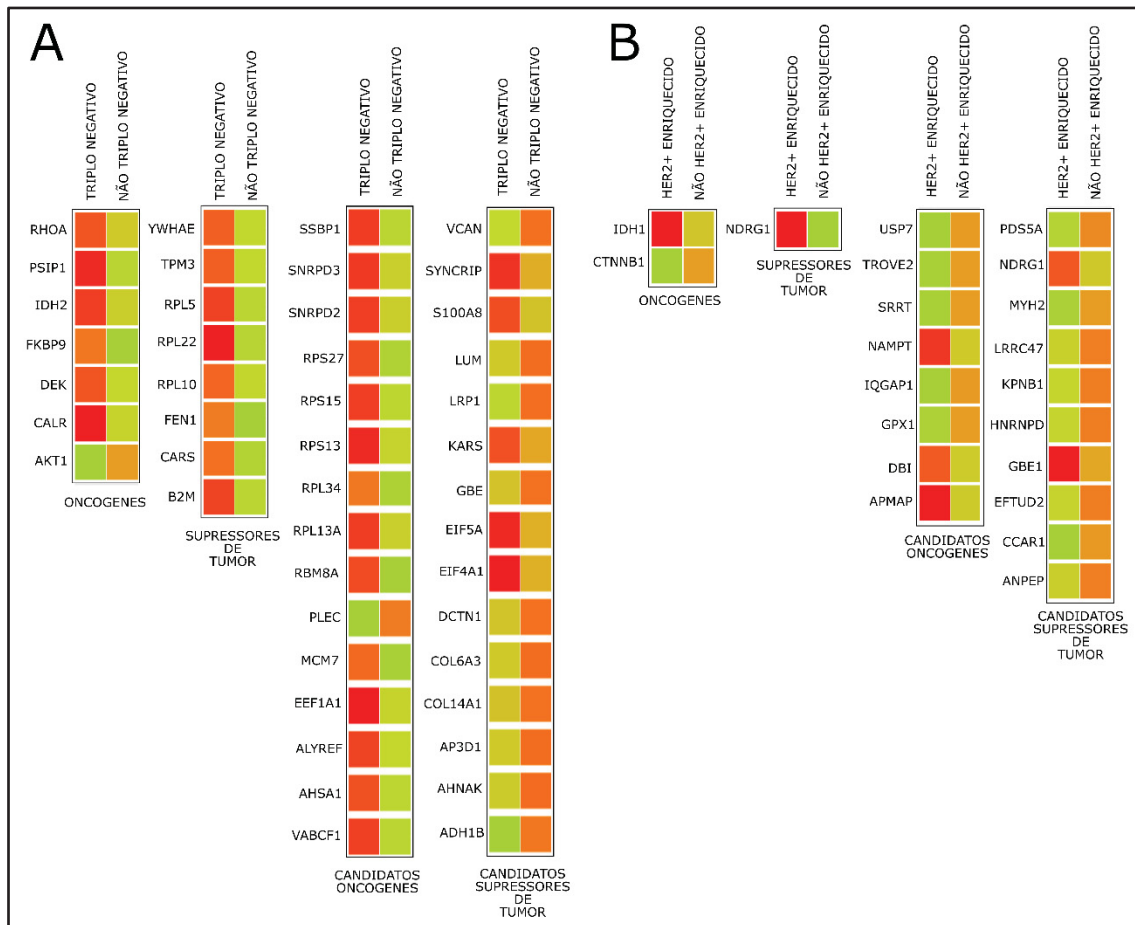 A
TRIPLO NEGATIVO
NÃO TRIPLO NEGATIVO
RHOA
PSIP1
IDH2
FKBP9
DEK
CALR
AKT1
ONCOGENES
TRIPLO NEGATIVO
NÃO TRIPLO NEGATIVO
YWHAE
TPM3
RPL5
RPL22
RPL10
FEN1
CARS
B2M
SUPRESSORES
DE
TUMOR
TRIPLO NEGATIVO
NÃO TRIPLO NEGATIVO
SSBP1
SNRPD3
SNRPD2
RPS27
RPS15
RPS13
RPL34
RPL13A
RBM8A
PLEC
MCM7
EEF1A1
ALYREF
AHSA1
VABCF1
CANDIDATOS
ONCOGENES
TRIPLO NEGATIVO
NÃO TRIPLO NEGATIVO
VCAN
SYNCRIP
S100A8
LUM
LRP1
KARS
GBE
EIF5A
EIF4A1
DCTN1
COL6A3
COL14A1
AP3D1
AHNAK
ADH1B
CANDIDATOS
SUPRESSORES
DE
TUMOR
B
HER2+ ENRIQUECIDO
NÃO HER2+ ENRIQUECIDO
IDH1
CTNNB1
ONCOGENES
HER2+ ENRIQUECIDO
NÃO HER2+ ENRIQUECIDO
NDRG1
SUPRESSORES
DE
TUMOR
HER2+ ENRIQUECIDO
NÃO HER2+ ENRIQUECIDO
USP7
TROVE2
SRRT
NAMPT
IQGAP1
GPX1
DBI
APMAP
CANDIDATOS
ONCOGENES
HER2+ ENRIQUECIDO
NÃO HER2+ ENRIQUECIDO
PDS5A
NDRG1
MYH2
LRRC47
KPNB1
HNRNPD
GBE1
EFTUD2
CCAR1
ANPEP
CANDIDATOS
SUPRESSORES
DE
TUMOR